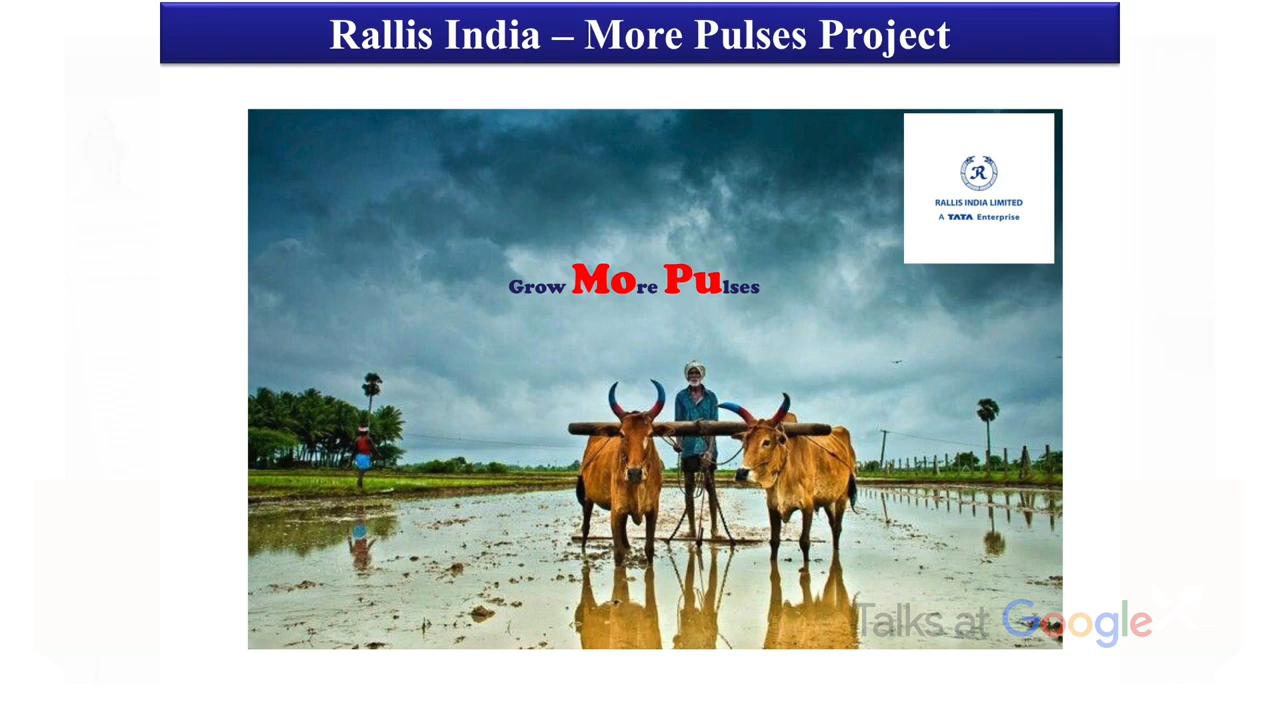 Rallis India – More Pulses Project
RALLIS INDIA LIMITED
A TATA Enterprise
Grow MoRe Pulses
Talks at Google